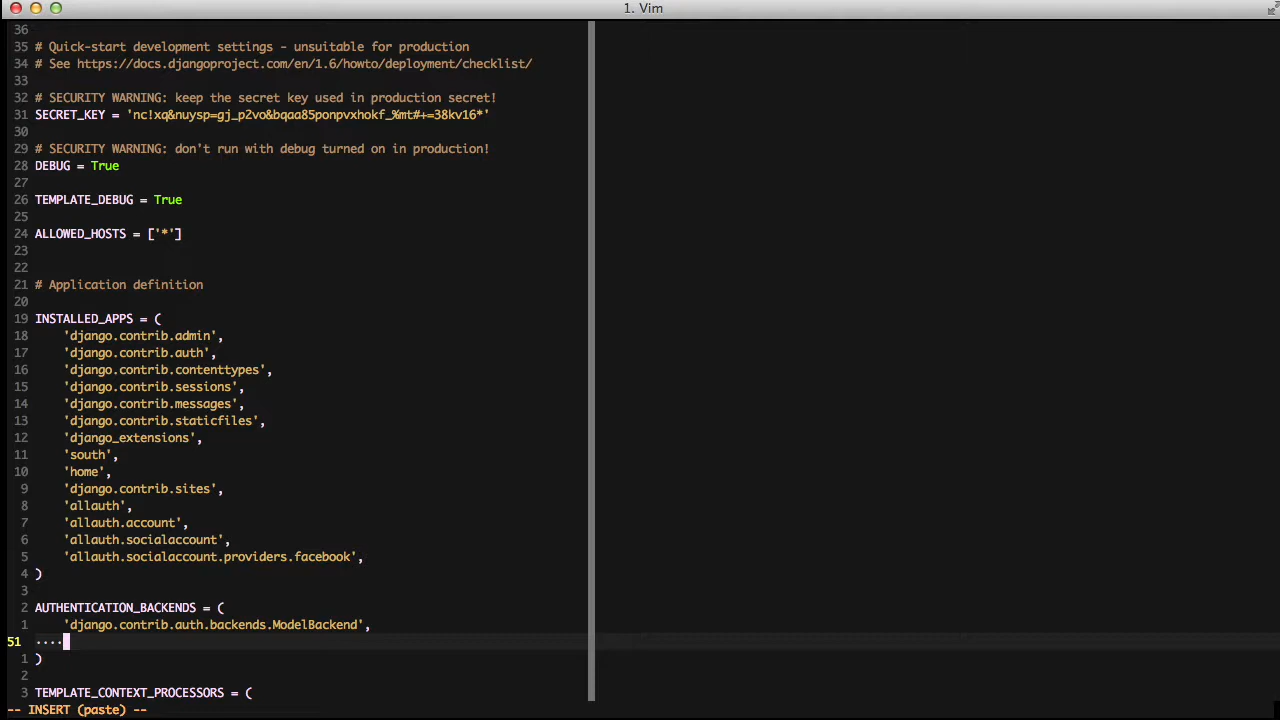 1. Vim
36
35 # Quick-start development settings - unsuitable for production
34 # See https://docs.djangoproject.com/en/1.6/howto/deployment/checklist/
33
32 # SECURITY WARNING: keep the secret key used in production secret!
31 SECRET_KEY = 'nc!xq&nuysp=gj_p2vo&bqaa85ponpvxhokf_%mt#+=38kv16*'
30
29 # SECURITY WARNING: don't run with debug turned on in production!
28 DEBUG = True
27
26 TEMPLATE_DEBUG = True
25
24 ALLOWED_HOSTS = ['*']
23
22
21 # Application definition
20
19 INSTALLED_APPS = (
18     'django.contrib.admin',
17     'django.contrib.auth',
16     'django.contrib.contenttypes',
15     'django.contrib.sessions',
14     'django.contrib.messages',
13     'django.contrib.staticfiles',
12     'django_extensions',
11     'south',
10     'home',
9     'django.contrib.sites',
8     'allauth',
7     'allauth.account',
6     'allauth.socialaccount',
5     'allauth.socialaccount.providers.facebook',
4 )
3
2 AUTHENTICATION_BACKENDS = (
1     'django.contrib.auth.backends.ModelBackend',
51 ····
1 )
2
3 TEMPLATE_CONTEXT_PROCESSORS = (
-- INSERT (paste) --